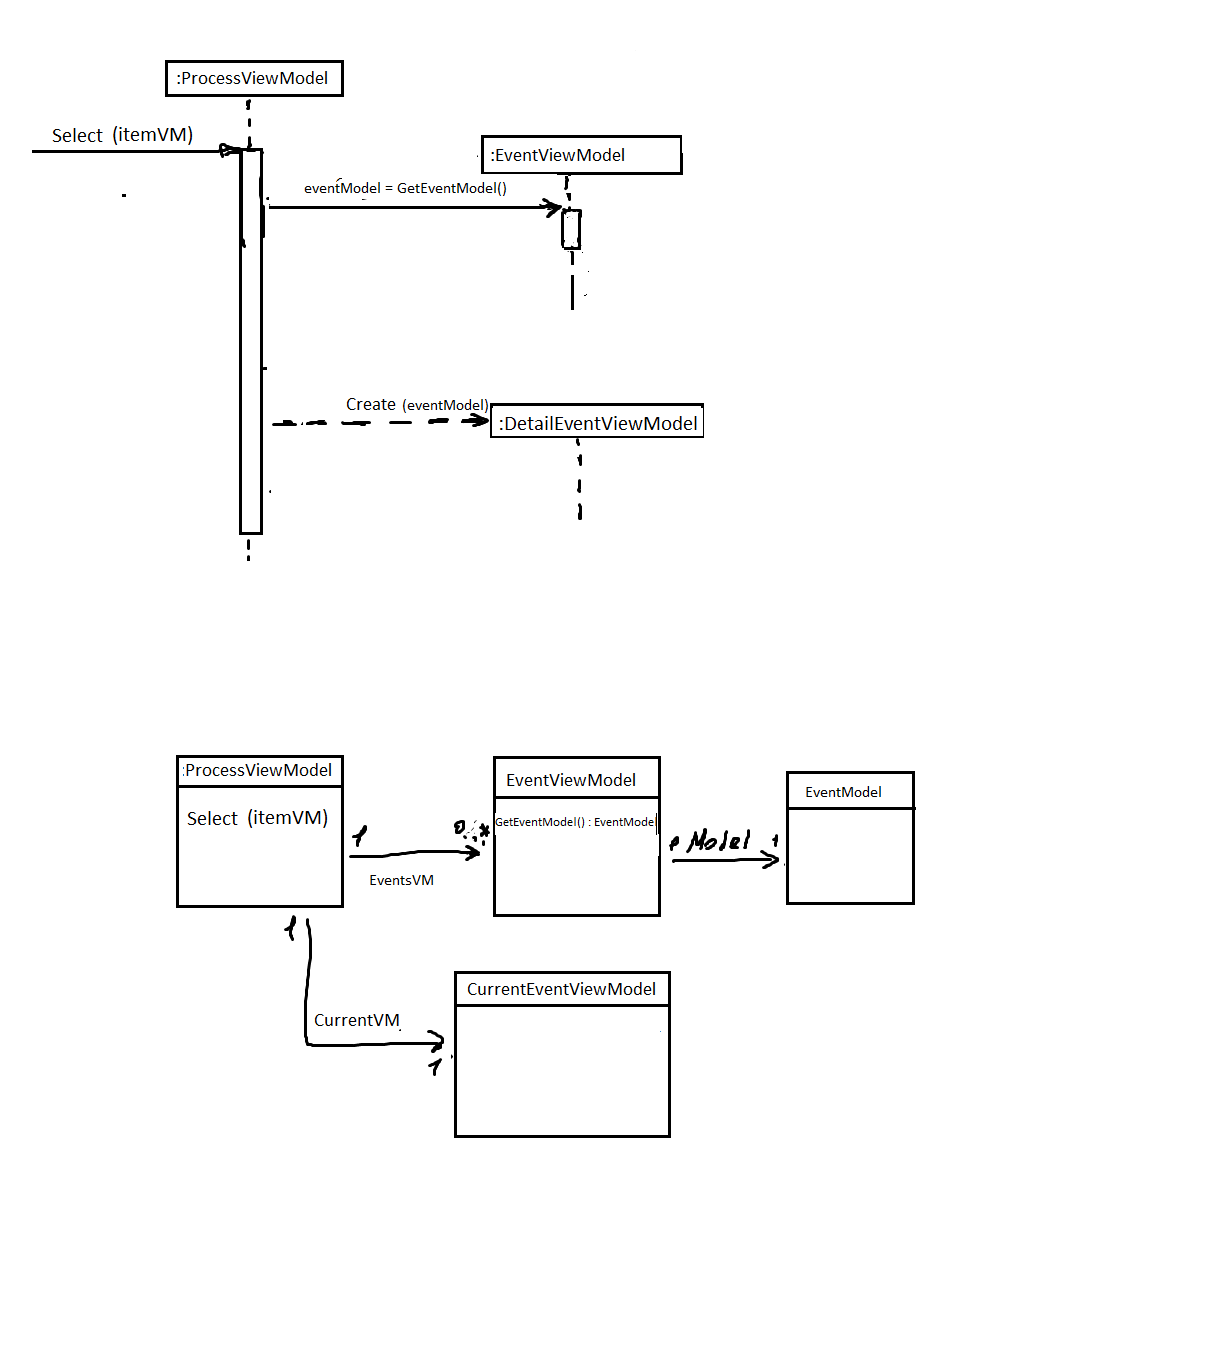 :ProcessViewModel
Select (itemVM)
:EventViewModel
eventModel = GetEventModel()
Create (eventModel)
:DetailEventViewModel
:ProcessViewModel
EventViewModel
EventModel
Select (itemVM)
GetEventModel() : EventModel
1
0..*
Model
1
EventsVM
1
CurrentEventViewModel
CurrentVM
1